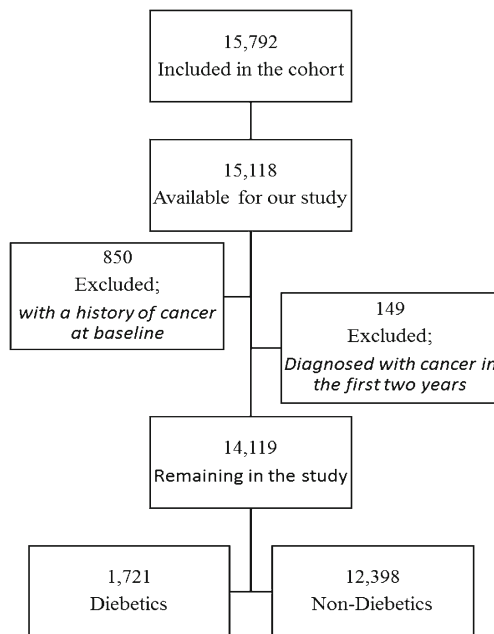 15,792
Included in the cohort
15,118
Available for our study
850
Excluded;
with a history of cancer
at baseline
149
Excluded;
Diagnosed with cancer in
the first two years
14,119
Remaining in the study
1,721
Diebetics
12,398
Non-Diebetics